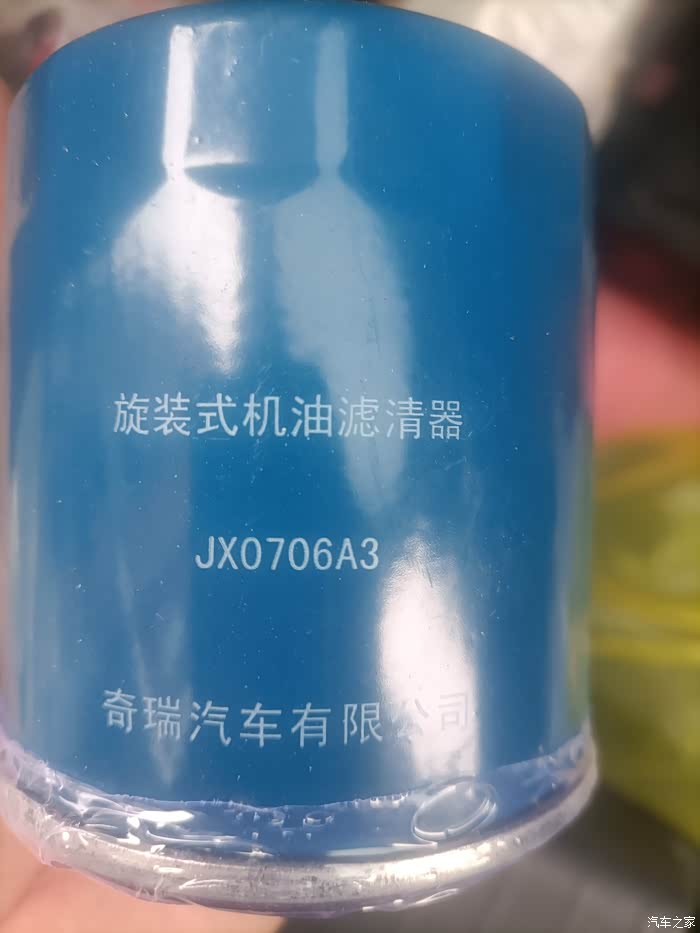 旋装式机油滤清器
JX0706A3
奇瑞汽车有限公司
汽车之家